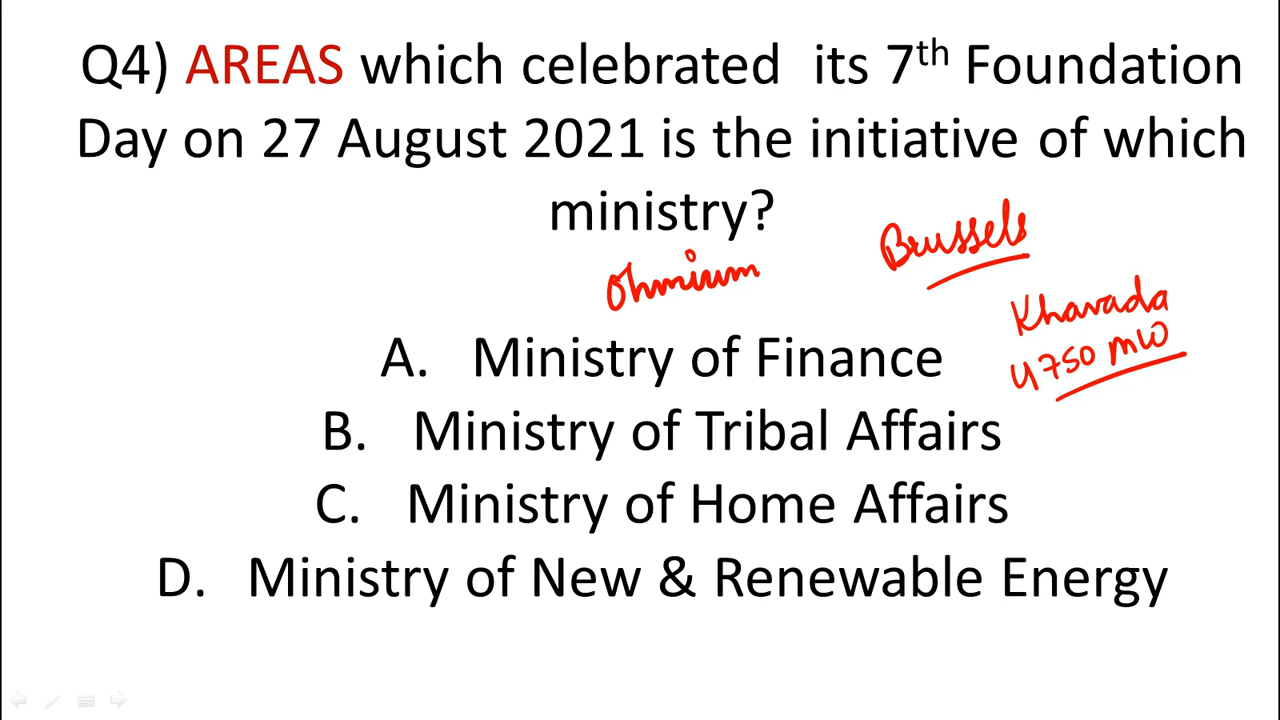 Q4) AREAS which celebrated its 7th Foundation
Day on 27 August 2021 is the initiative of which
ministry?
Brussels
Ohmium
Khavada
4750 MW
A. Ministry of Finance
B. Ministry of Tribal Affairs
C. Ministry of Home Affairs
D. Ministry of New & Renewable Energy